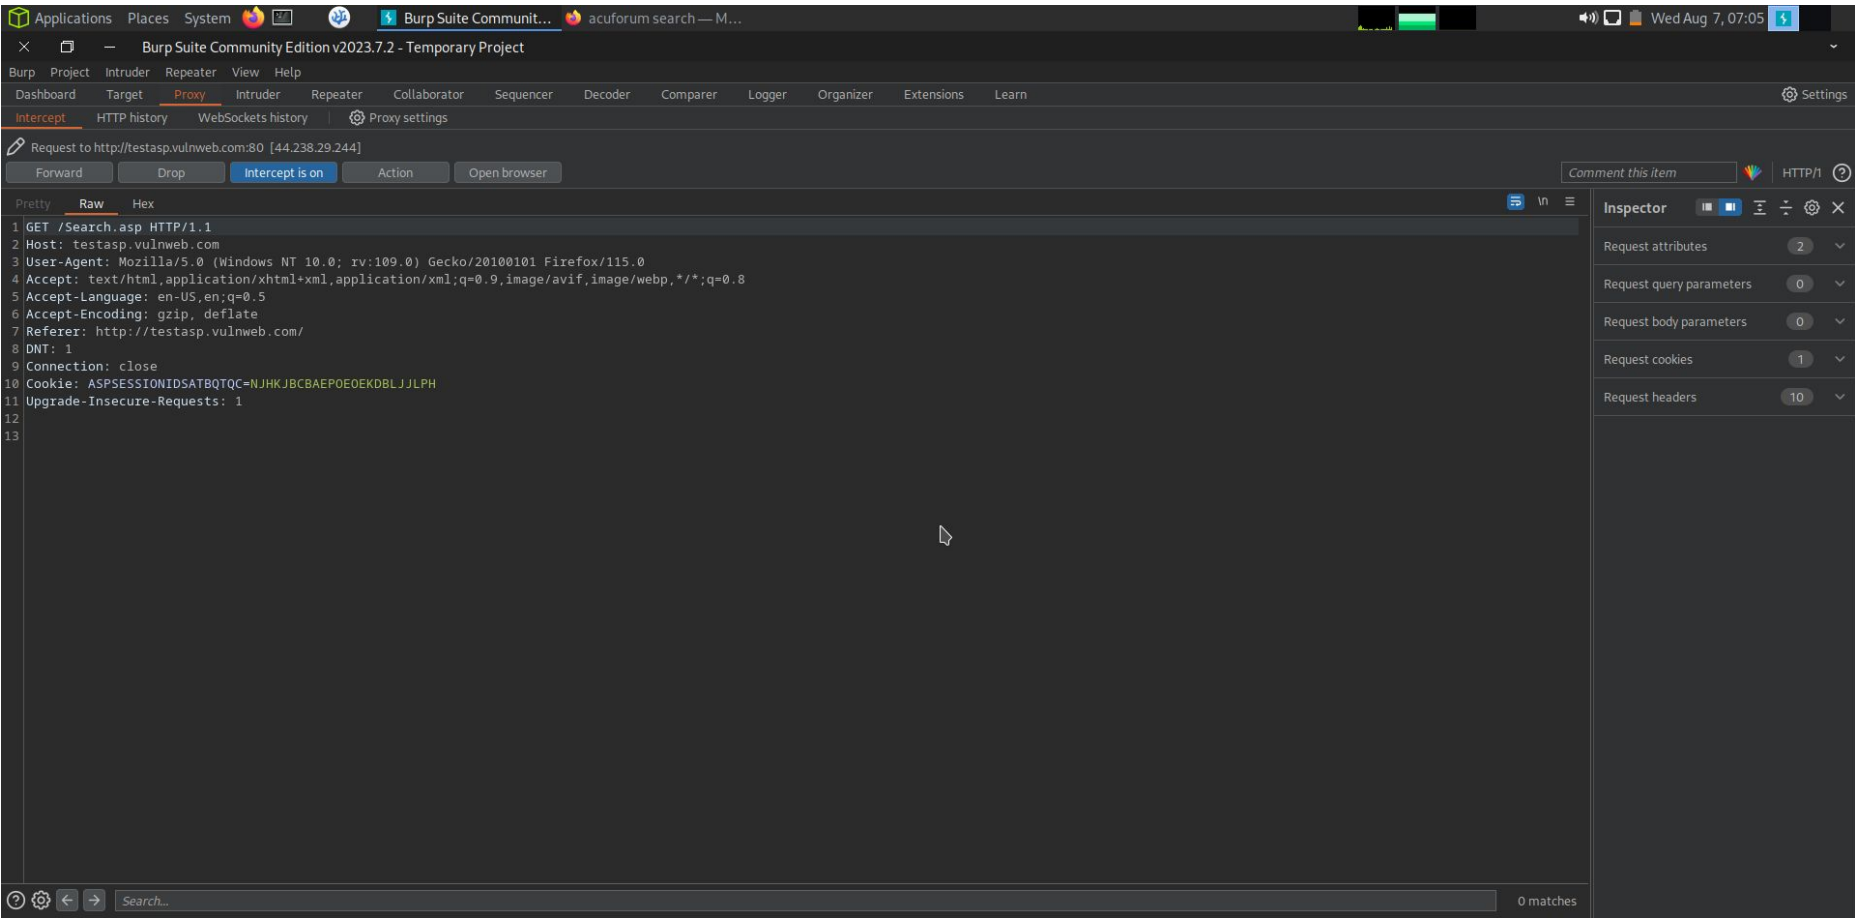 Applications Places System Burp Suite Communit... acuforum search — M... Wed Aug 7, 07:05
Burp Suite Community Edition v2023.7.2 - Temporary Project
Burp Project Intruder Repeater View Help
Dashboard Target Proxy Intruder Repeater Collaborator Sequencer Decoder Comparer Logger Organizer Extensions Learn Settings
Intercept HTTP history WebSockets history Proxy settings
Request to http://testasp.vulnweb.com:80 [44.238.29.244]
Forward Drop Intercept is on Action Open browser Comment this item HTTP/1 ?
Pretty Raw Hex \n Inspector
1 GET /Search.asp HTTP/1.1
2 Host: testasp.vulnweb.com
3 User-Agent: Mozilla/5.0 (Windows NT 10.0; rv:109.0) Gecko/20100101 Firefox/115.0
4 Accept: text/html,application/xhtml+xml,application/xml;q=0.9,image/avif,image/webp,*/*;q=0.8
5 Accept-Language: en-US,en;q=0.5
6 Accept-Encoding: gzip, deflate
7 Referer: http://testasp.vulnweb.com/
8 DNT: 1
9 Connection: close
10 Cookie: ASPSESSIONIDSATBQTQC=NJHKJBCBAEPOEOEKDBLJJLPH
11 Upgrade-Insecure-Requests: 1
12
13
Request attributes 2
Request query parameters 0
Request body parameters 0
Request cookies 1
Request headers 10
? Search... 0 matches